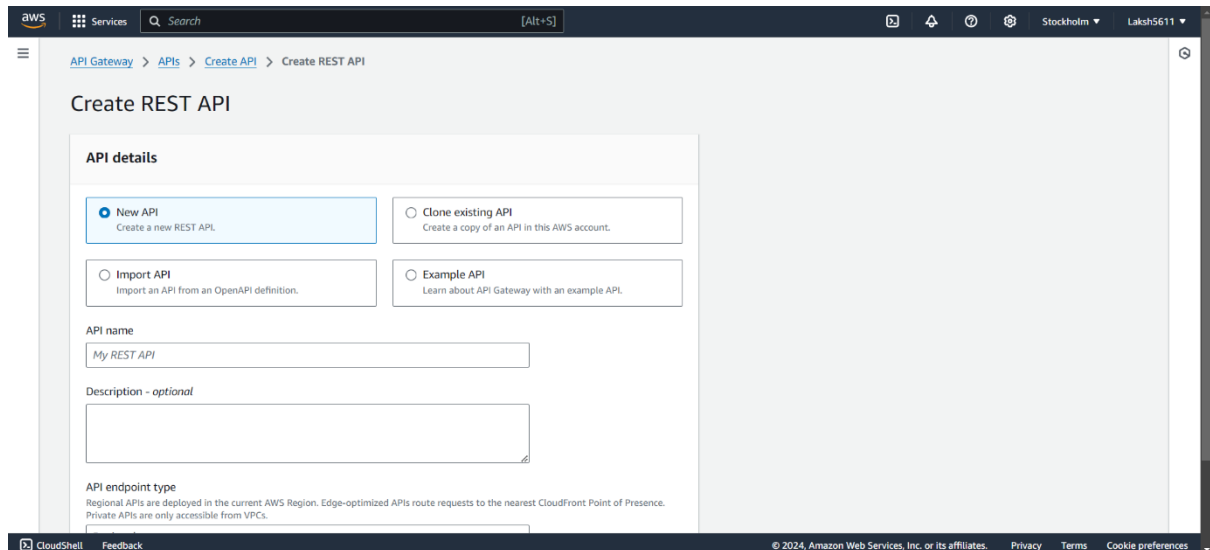 aws Services Search [Alt+S] Stockholm ▼ Laksh5611 ▼
API Gateway > APIs > Create API > Create REST API
Create REST API
API details
New API
Create a new REST API.
Clone existing API
Create a copy of an API in this AWS account.
Import API
Import an API from an OpenAPI definition.
Example API
Learn about API Gateway with an example API.
API name
My REST API
Description - optional
API endpoint type
Regional APIs are deployed in the current AWS Region. Edge-optimized APIs route requests to the nearest CloudFront Point of Presence.
Private APIs are only accessible from VPCs.
CloudShell Feedback © 2024, Amazon Web Services, Inc. or its affiliates. Privacy Terms Cookie preferences